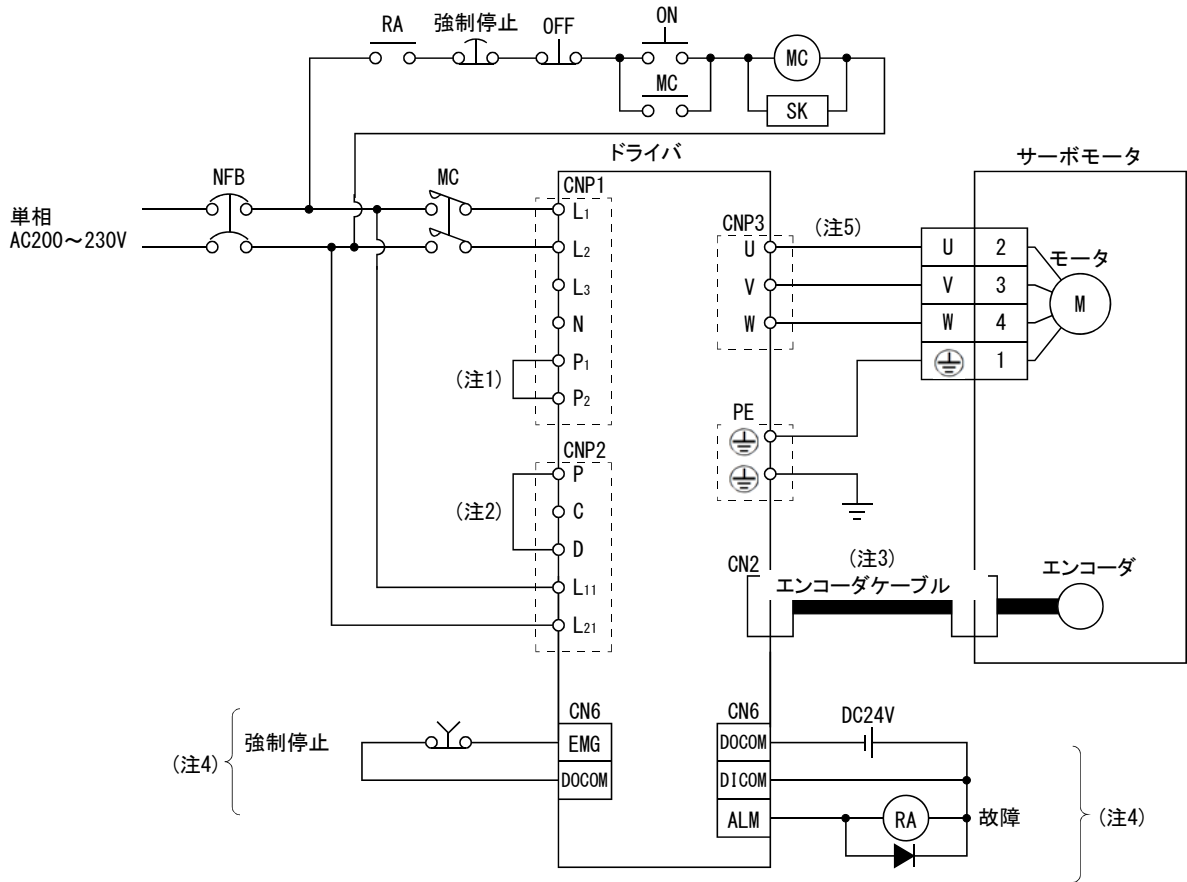 RA
強制停止
OFF
ON
MC
MC
SK
ドライバ
サーボモータ
NFB
MC
CNP1
単相
AC200～230V
L1
L2
L3
N
P1
P2
(注1)
CNP3
U
V
W
(注5)
U 2
V 3
W 4
1
モータ
M
PE
CNP2
P
C
D
L11
L21
(注2)
CN2
(注3)
エンコーダケーブル
エンコーダ
(注4)
強制停止
CN6
EMG
DOCOM
CN6
DOCOM
DICOM
ALM
DC24V
RA
故障
(注4)